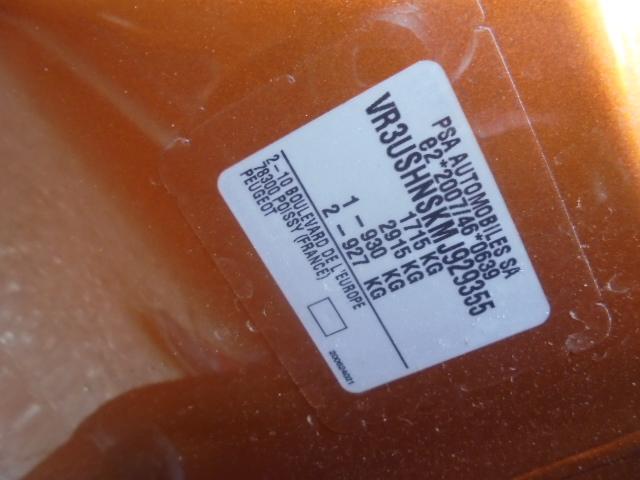 PSA AUTOMOBILES SA
e2*2007/46*0639
VR3USHNSKMJ929355
1715 KG
2915 KG
1 - 930 KG
2 - 927 KG
2-10 BOULEVARD DE L'EUROPE
78300 POISSY (FRANCE)
PEUGEOT